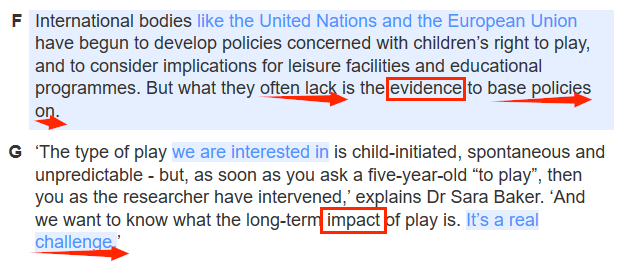 F International bodies like the United Nations and the European Union
have begun to develop policies concerned with children’s right to play,
and to consider implications for leisure facilities and educational
programmes. But what they often lack is the evidence to base policies
on.
G ‘The type of play we are interested in is child-initiated, spontaneous and
unpredictable - but, as soon as you ask a five-year-old “to play”, then
you as the researcher have intervened,’ explains Dr Sara Baker. ‘And
we want to know what the long-term impact of play is. It’s a real
challenge.’